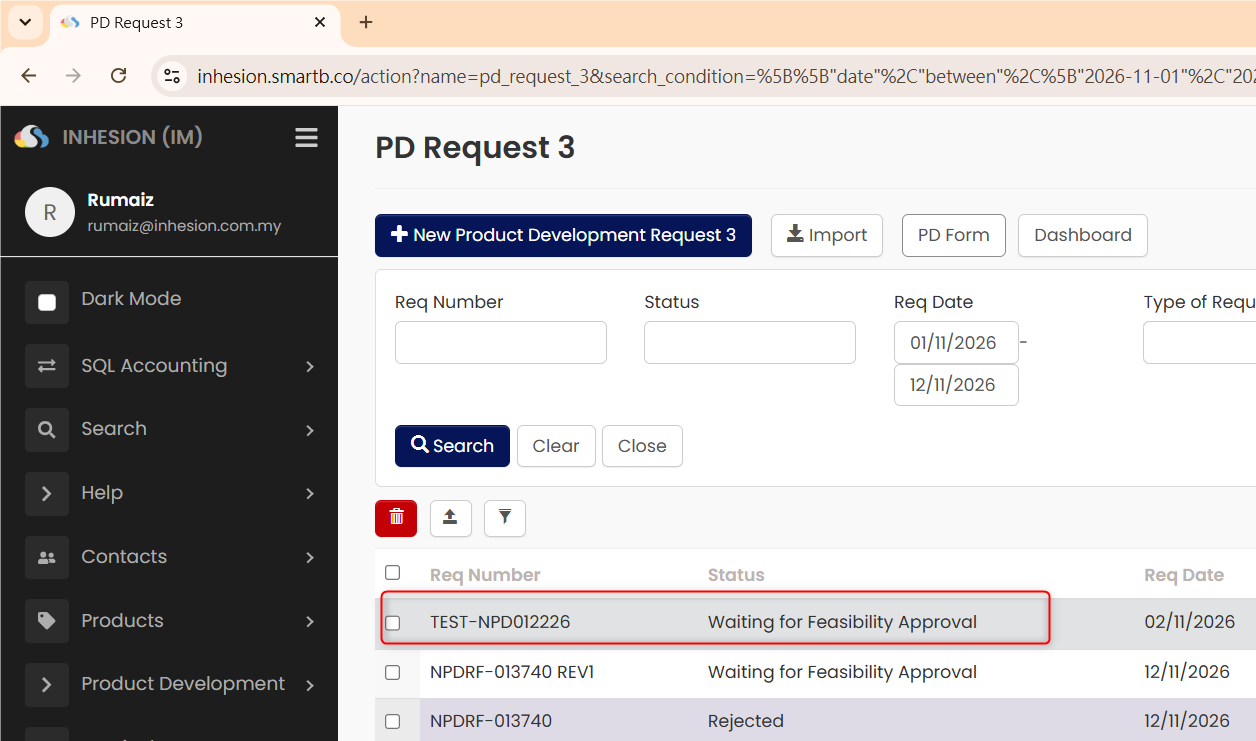 PD Request 3
inhesion.smartb.co/action?name=pd_request_3&search_condition=%5B%5B"date"%2C"between"%2C%5B"2026-11-01"%2C"202
INHESION (IM)
R
Rumaiz
rumaiz@inhesion.com.my
Dark Mode
SQL Accounting
Search
Help
Contacts
Products
Product Development
PD Request 3
New Product Development Request 3
Import
PD Form
Dashboard
Req Number
Status
Req Date
Type of Requ
01/11/2026 -
12/11/2026
Search
Clear
Close
Req Number Status Req Date
TEST-NPD012226 Waiting for Feasibility Approval 02/11/2026
NPDRF-013740 REV1 Waiting for Feasibility Approval 12/11/2026
NPDRF-013740 Rejected 12/11/2026